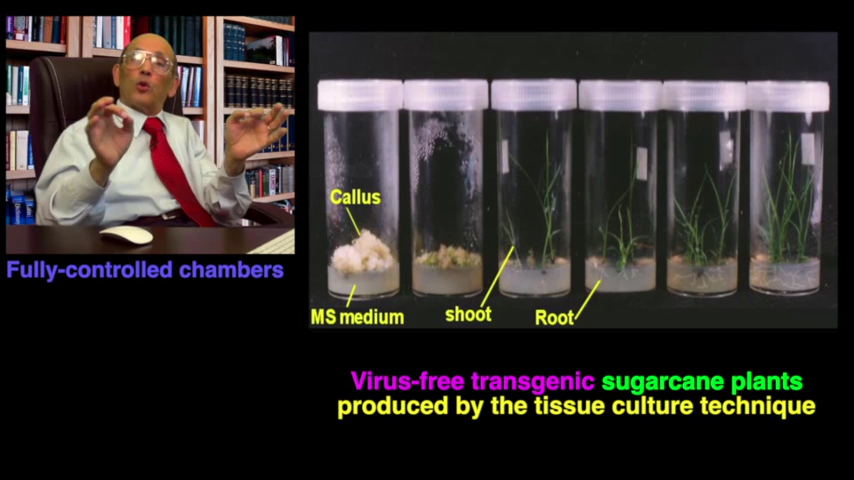 Callus
Fully-controlled chambers
MS medium
shoot
Root
Virus-free transgenic sugarcane plants
produced by the tissue culture technique